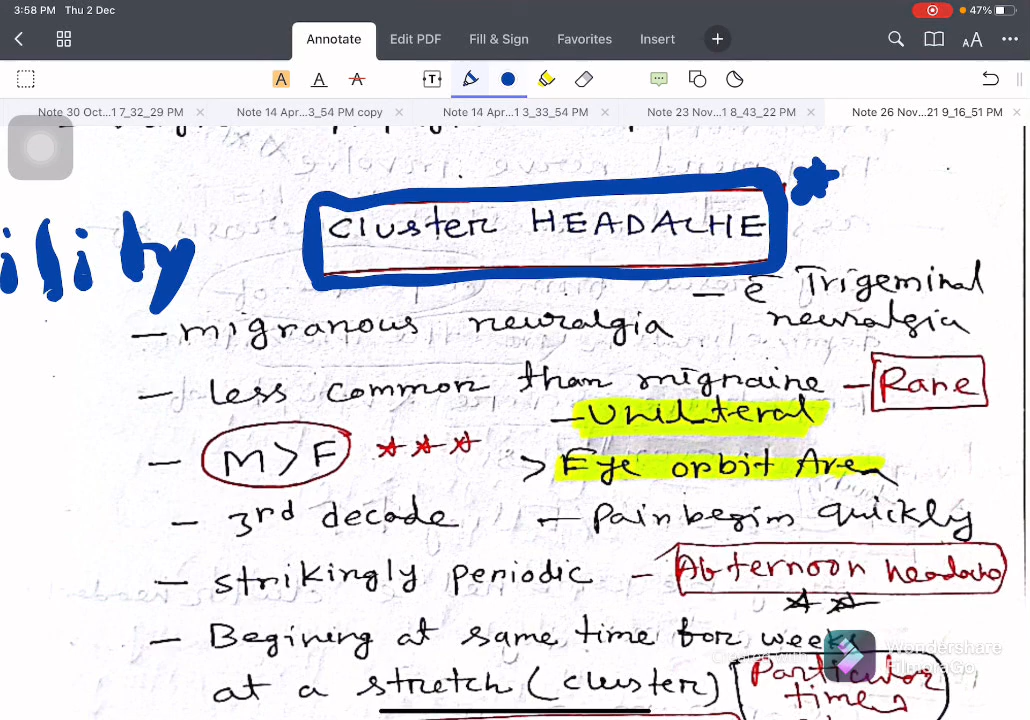 3:58 PM Thu 2 Dec
47%
Annotate Edit PDF Fill & Sign Favorites Insert
Note 30 Oct...1 7_32_29 PM
Note 14 Apr...3_54 PM copy
Note 14 Apr...1 3_33_54 PM
Note 23 Nov...1 8_43_22 PM
Note 26 Nov...21 9_16_51 PM
ility
Cluster HEADACHE
– c̄ Trigeminal
neuralgia
– migranous neuralgia
– less common than migraine – Rare
– Unilateral
– M > F
> Eye orbit Area
– 3rd decade
– Pain begin quickly
– strikingly periodic – Afternoon headache
– Begining at same time for weeks
at a stretch (cluster)
Particular
time
Wondershare
FilmoraGo